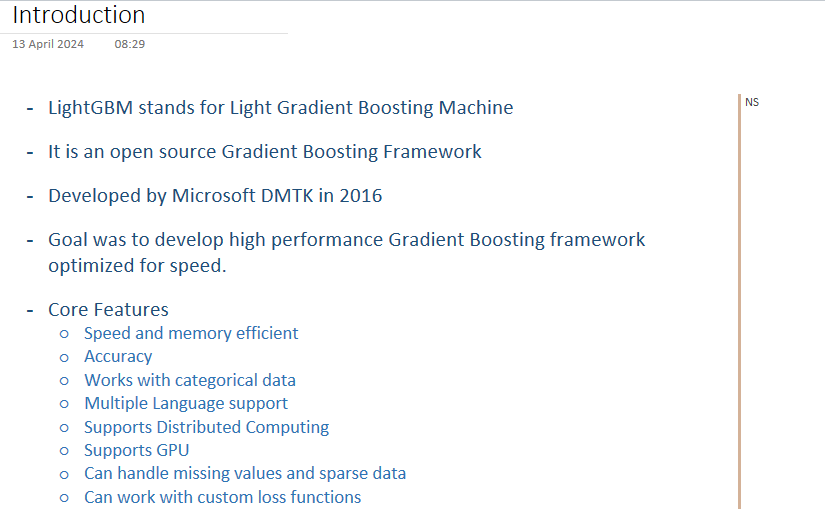 Introduction
13 April 2024 08:29
NS
- LightGBM stands for Light Gradient Boosting Machine
- It is an open source Gradient Boosting Framework
- Developed by Microsoft DMTK in 2016
- Goal was to develop high performance Gradient Boosting framework
optimized for speed.
- Core Features
o Speed and memory efficient
o Accuracy
o Works with categorical data
o Multiple Language support
o Supports Distributed Computing
o Supports GPU
o Can handle missing values and sparse data
o Can work with custom loss functions